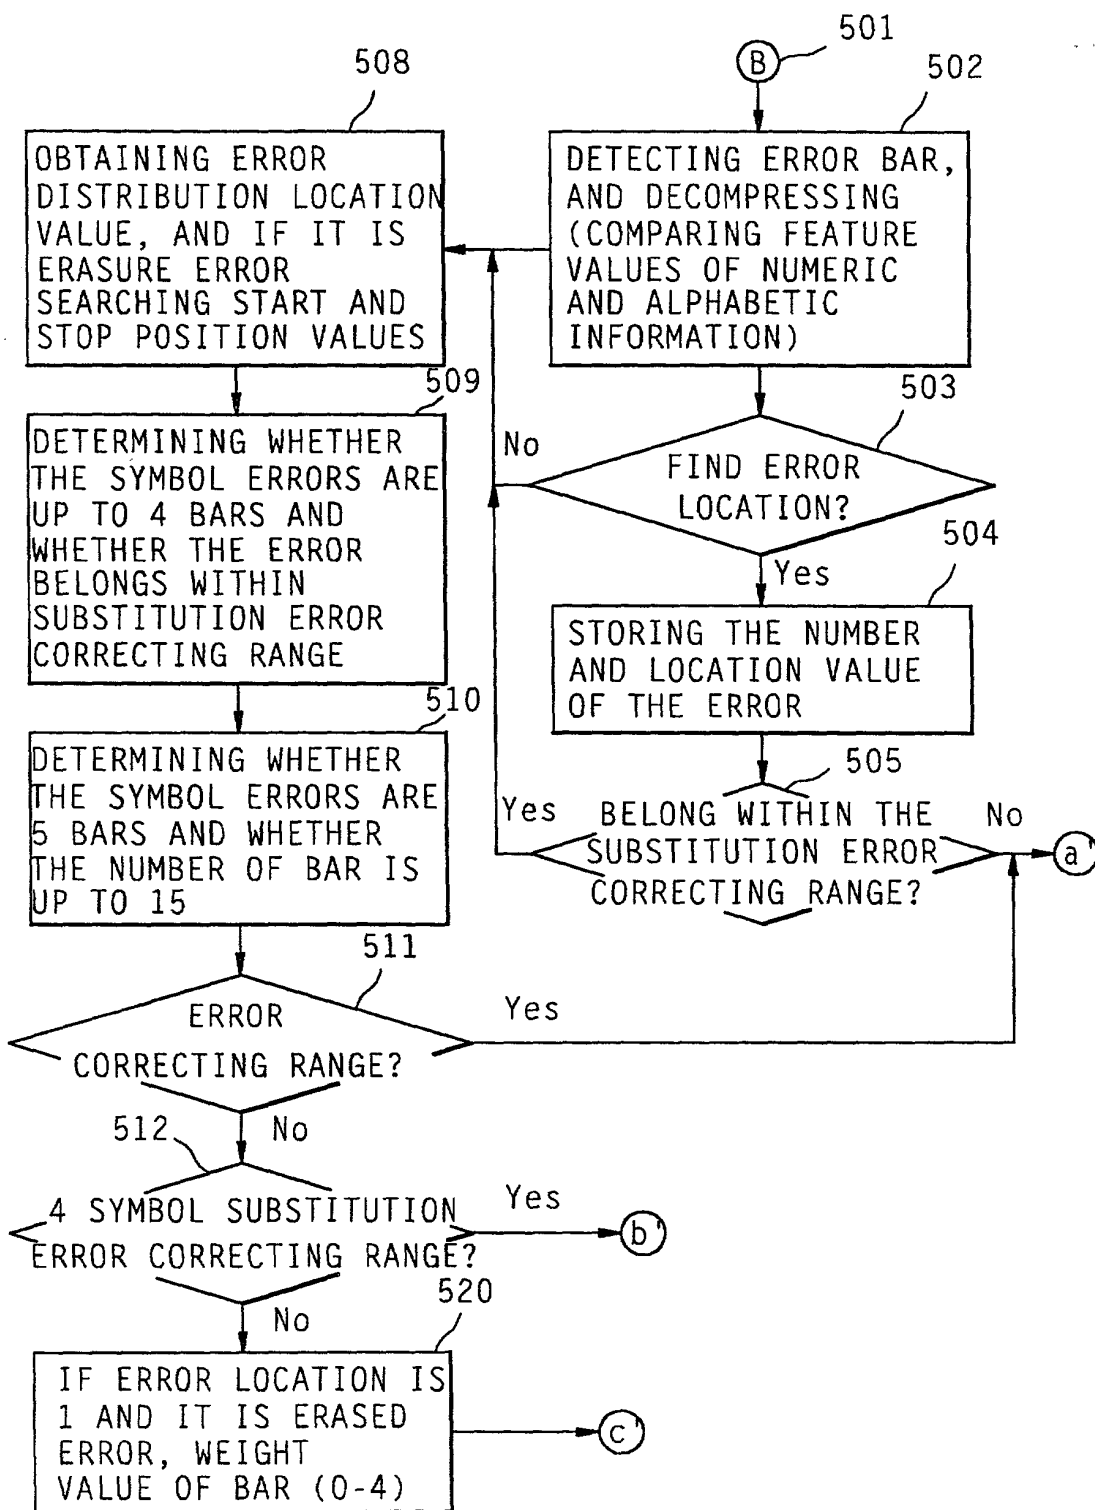 501
B
502
DETECTING ERROR BAR,
AND DECOMPRESSING
(COMPARING FEATURE
VALUES OF NUMERIC
AND ALPHABETIC
INFORMATION)
503
FIND ERROR
LOCATION?
No
Yes
504
STORING THE NUMBER
AND LOCATION VALUE
OF THE ERROR
505
BELONG WITHIN THE
SUBSTITUTION ERROR
CORRECTING RANGE?
Yes
No
a'
508
OBTAINING ERROR
DISTRIBUTION LOCATION
VALUE, AND IF IT IS
ERASURE ERROR
SEARCHING START AND
STOP POSITION VALUES
509
DETERMINING WHETHER
THE SYMBOL ERRORS ARE
UP TO 4 BARS AND
WHETHER THE ERROR
BELONGS WITHIN
SUBSTITUTION ERROR
CORRECTING RANGE
510
DETERMINING WHETHER
THE SYMBOL ERRORS ARE
5 BARS AND WHETHER
THE NUMBER OF BAR IS
UP TO 15
511
ERROR
CORRECTING RANGE?
Yes
No
512
4 SYMBOL SUBSTITUTION
ERROR CORRECTING RANGE?
Yes
b'
No
520
IF ERROR LOCATION IS
1 AND IT IS ERASED
ERROR, WEIGHT
VALUE OF BAR (0-4)
c'